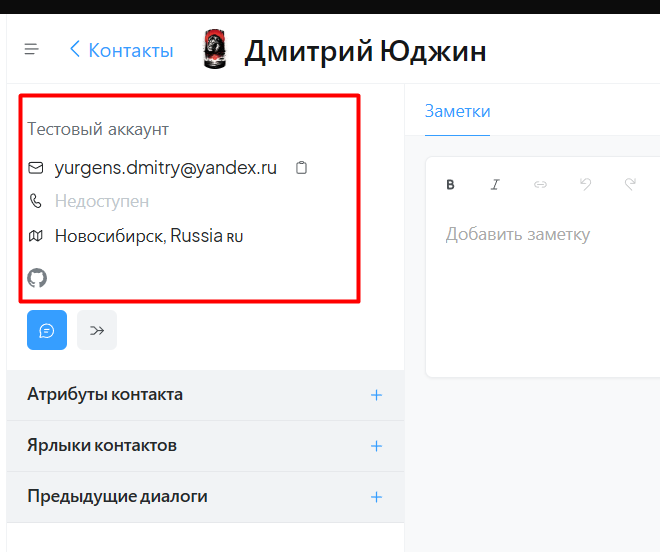 Контакты Дмитрий Юджин
Тестовый аккаунт
yurgens.dmitry@yandex.ru
Недоступен
Новосибирск, Russia RU
Атрибуты контакта
Ярлыки контактов
Предыдущие диалоги
Заметки
B I
Добавить заметку